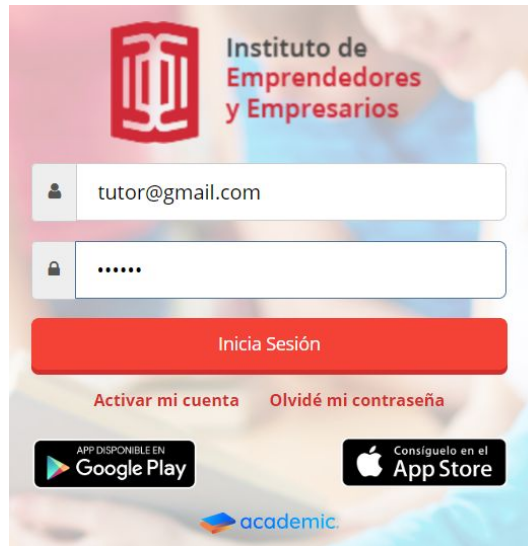 Instituto de
Emprendedores
y Empresarios
tutor@gmail.com
••••••
Inicia Sesión
Activar mi cuenta Olvidé mi contraseña
APP DISPONIBLE EN
Google Play
Consíguelo en el
App Store
academic.